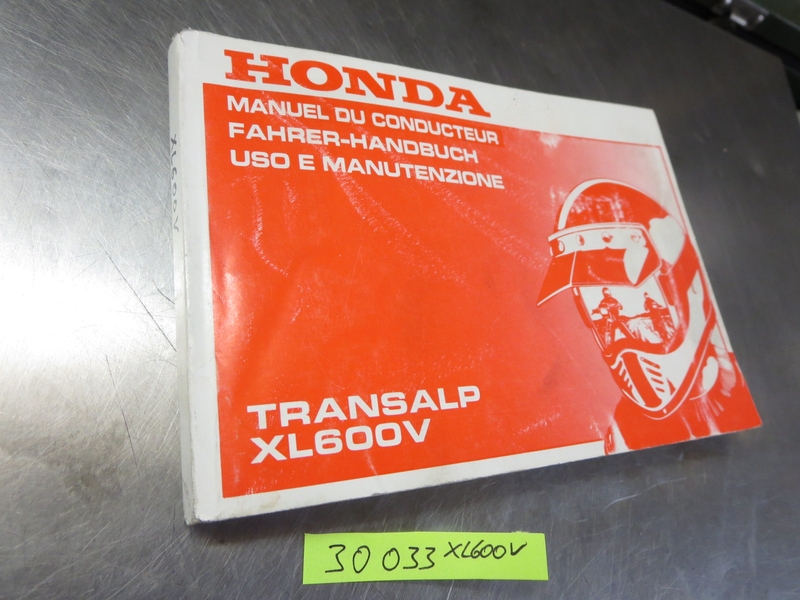 HONDA
MANUEL DU CONDUCTEUR
FAHRER-HANDBUCH
USO E MANUTENZIONE
TRANSALP
XL600V
30 033 XL600V